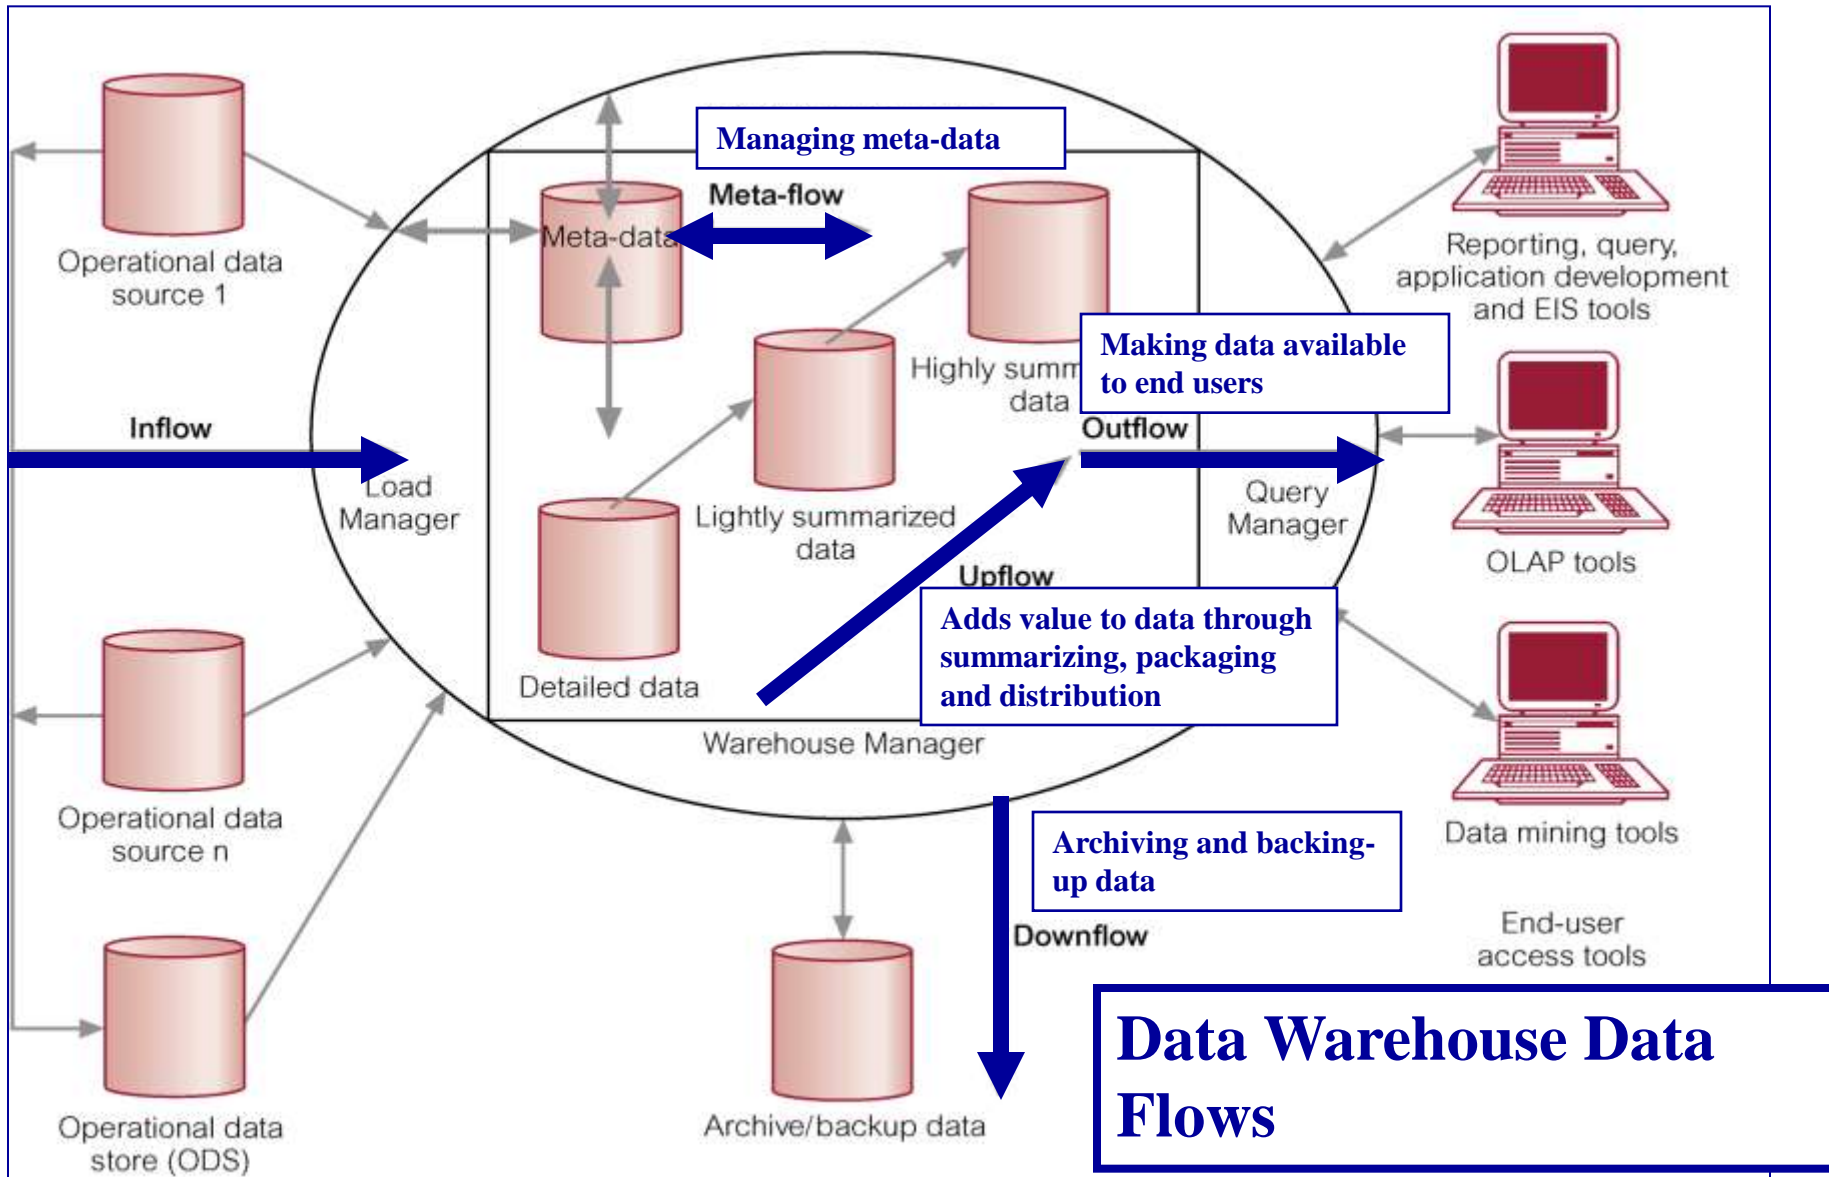 Managing meta-data
Meta-flow
Meta-data
Operational data
source 1
Reporting, query,
application development
and EIS tools
Making data available
to end users
Highly summ
data
Inflow
Outflow
Load
Manager
Query
Manager
Lightly summarized
data
OLAP tools
Upflow
Adds value to data through
summarizing, packaging
and distribution
Detailed data
Warehouse Manager
Operational data
source n
Data mining tools
Archiving and backing-
up data
Downflow
End-user
access tools
Data Warehouse Data
Flows
Archive/backup data
Operational data
store (ODS)